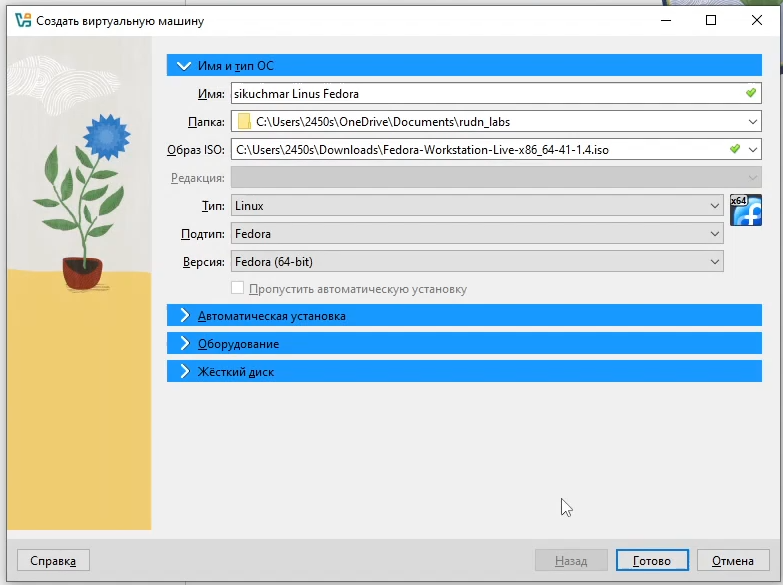 Создать виртуальную машину
Имя и тип ОС
Имя: sikuchmar Linus Fedora
Папка: C:\Users\2450s\OneDrive\Documents\rudn_labs
Образ ISO: C:\Users\2450s\Downloads\Fedora-Workstation-Live-x86_64-41-1.4.iso
Редакция:
Тип: Linux
x64
Подтип: Fedora
Версия: Fedora (64-bit)
Пропустить автоматическую установку
Автоматическая установка
Оборудование
Жёсткий диск
Справка Назад Готово Отмена